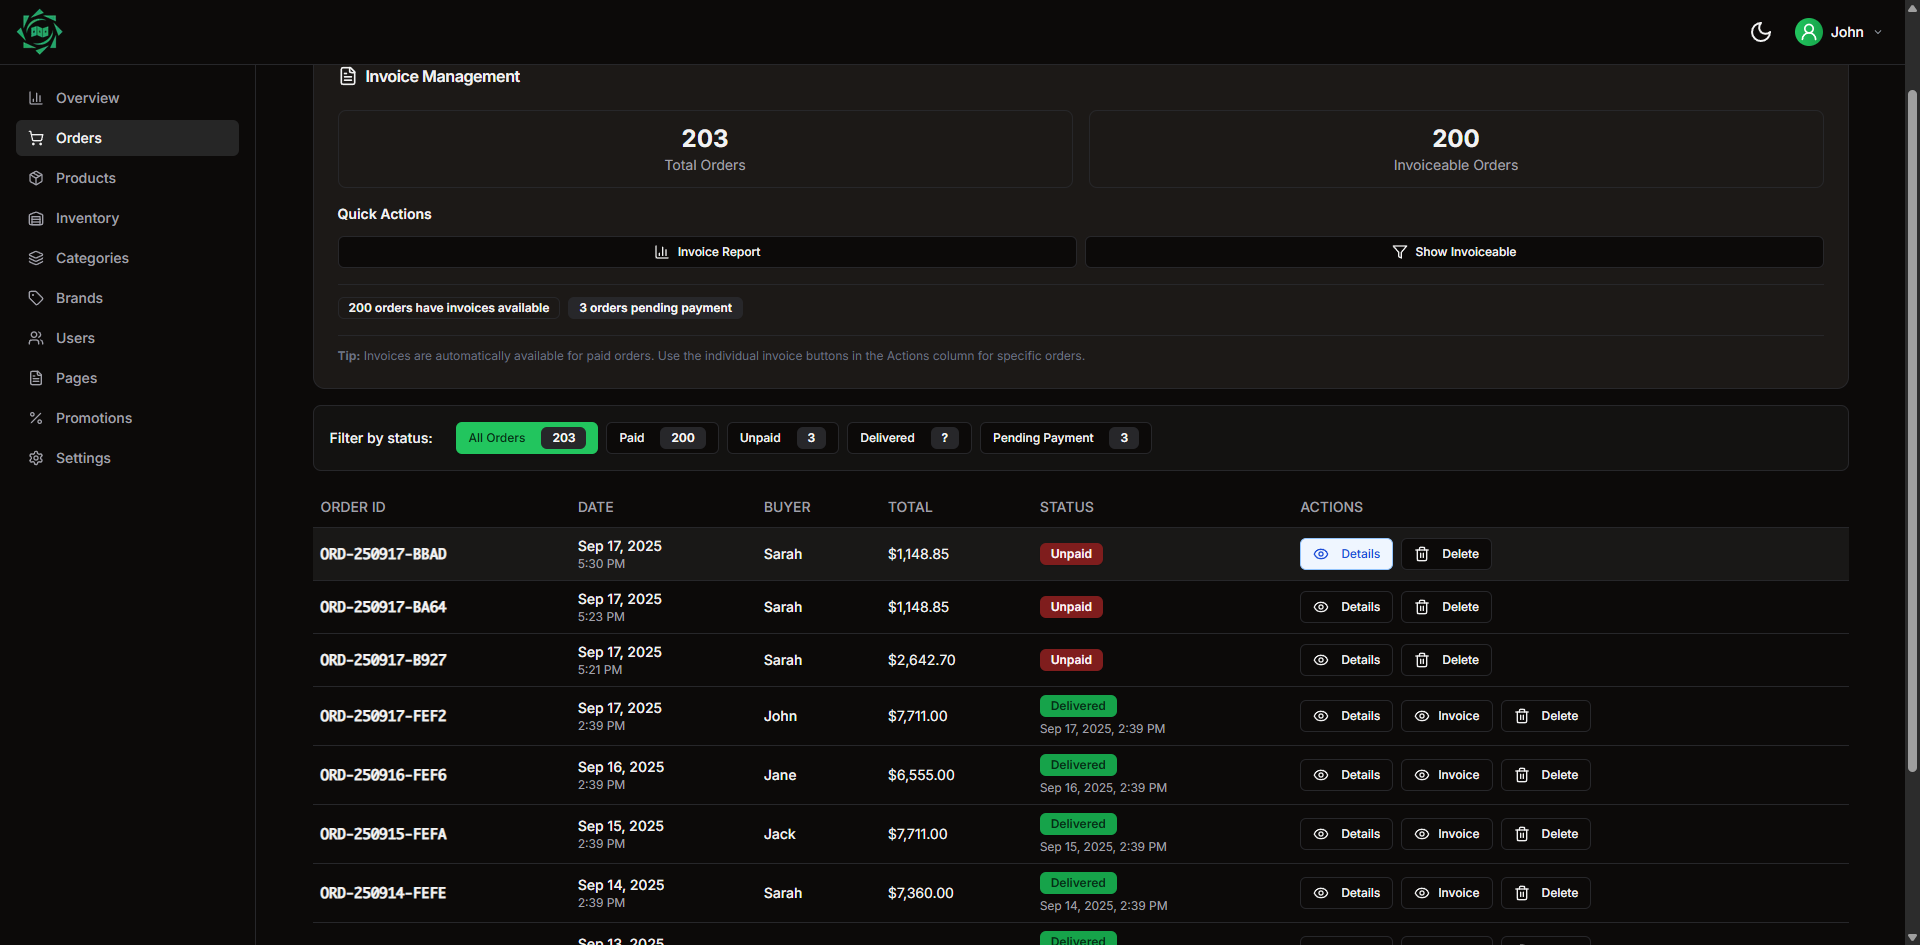 John
Overview
Orders
Products
Inventory
Categories
Brands
Users
Pages
Promotions
Settings
Invoice Management
203
Total Orders
200
Invoiceable Orders
Quick Actions
Invoice Report
Show Invoiceable
200 orders have invoices available
3 orders pending payment
Tip: Invoices are automatically available for paid orders. Use the individual invoice buttons in the Actions column for specific orders.
Filter by status: All Orders 203 Paid 200 Unpaid 3 Delivered ? Pending Payment 3
ORDER ID DATE BUYER TOTAL STATUS ACTIONS
ORD-250917-BBAD Sep 17, 2025 5:30 PM Sarah $1,148.85 Unpaid Details Delete
ORD-250917-BA64 Sep 17, 2025 5:23 PM Sarah $1,148.85 Unpaid Details Delete
ORD-250917-B927 Sep 17, 2025 5:21 PM Sarah $2,642.70 Unpaid Details Delete
ORD-250917-FEF2 Sep 17, 2025 2:39 PM John $7,711.00 Delivered Sep 17, 2025, 2:39 PM Details Invoice Delete
ORD-250916-FEF6 Sep 16, 2025 2:39 PM Jane $6,555.00 Delivered Sep 16, 2025, 2:39 PM Details Invoice Delete
ORD-250915-FEFA Sep 15, 2025 2:39 PM Jack $7,711.00 Delivered Sep 15, 2025, 2:39 PM Details Invoice Delete
ORD-250914-FEFE Sep 14, 2025 2:39 PM Sarah $7,360.00 Delivered Sep 14, 2025, 2:39 PM Details Invoice Delete
Sep 13, 2025 Delivered